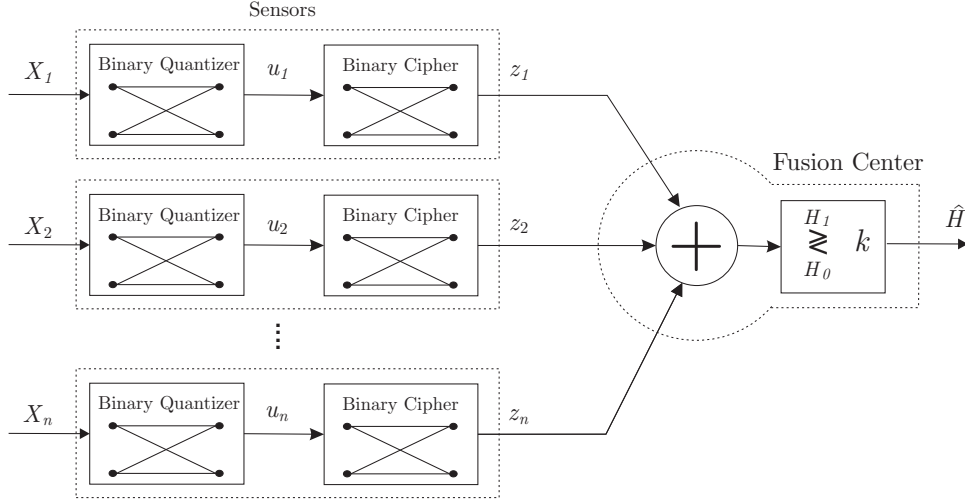 Sensors
X₁ Binary Quantizer u₁ Binary Cipher z₁
Fusion Center
X₂ Binary Quantizer u₂ Binary Cipher z₂ + H₁ ≷ H₀ k Ĥ
Xₙ Binary Quantizer uₙ Binary Cipher zₙ